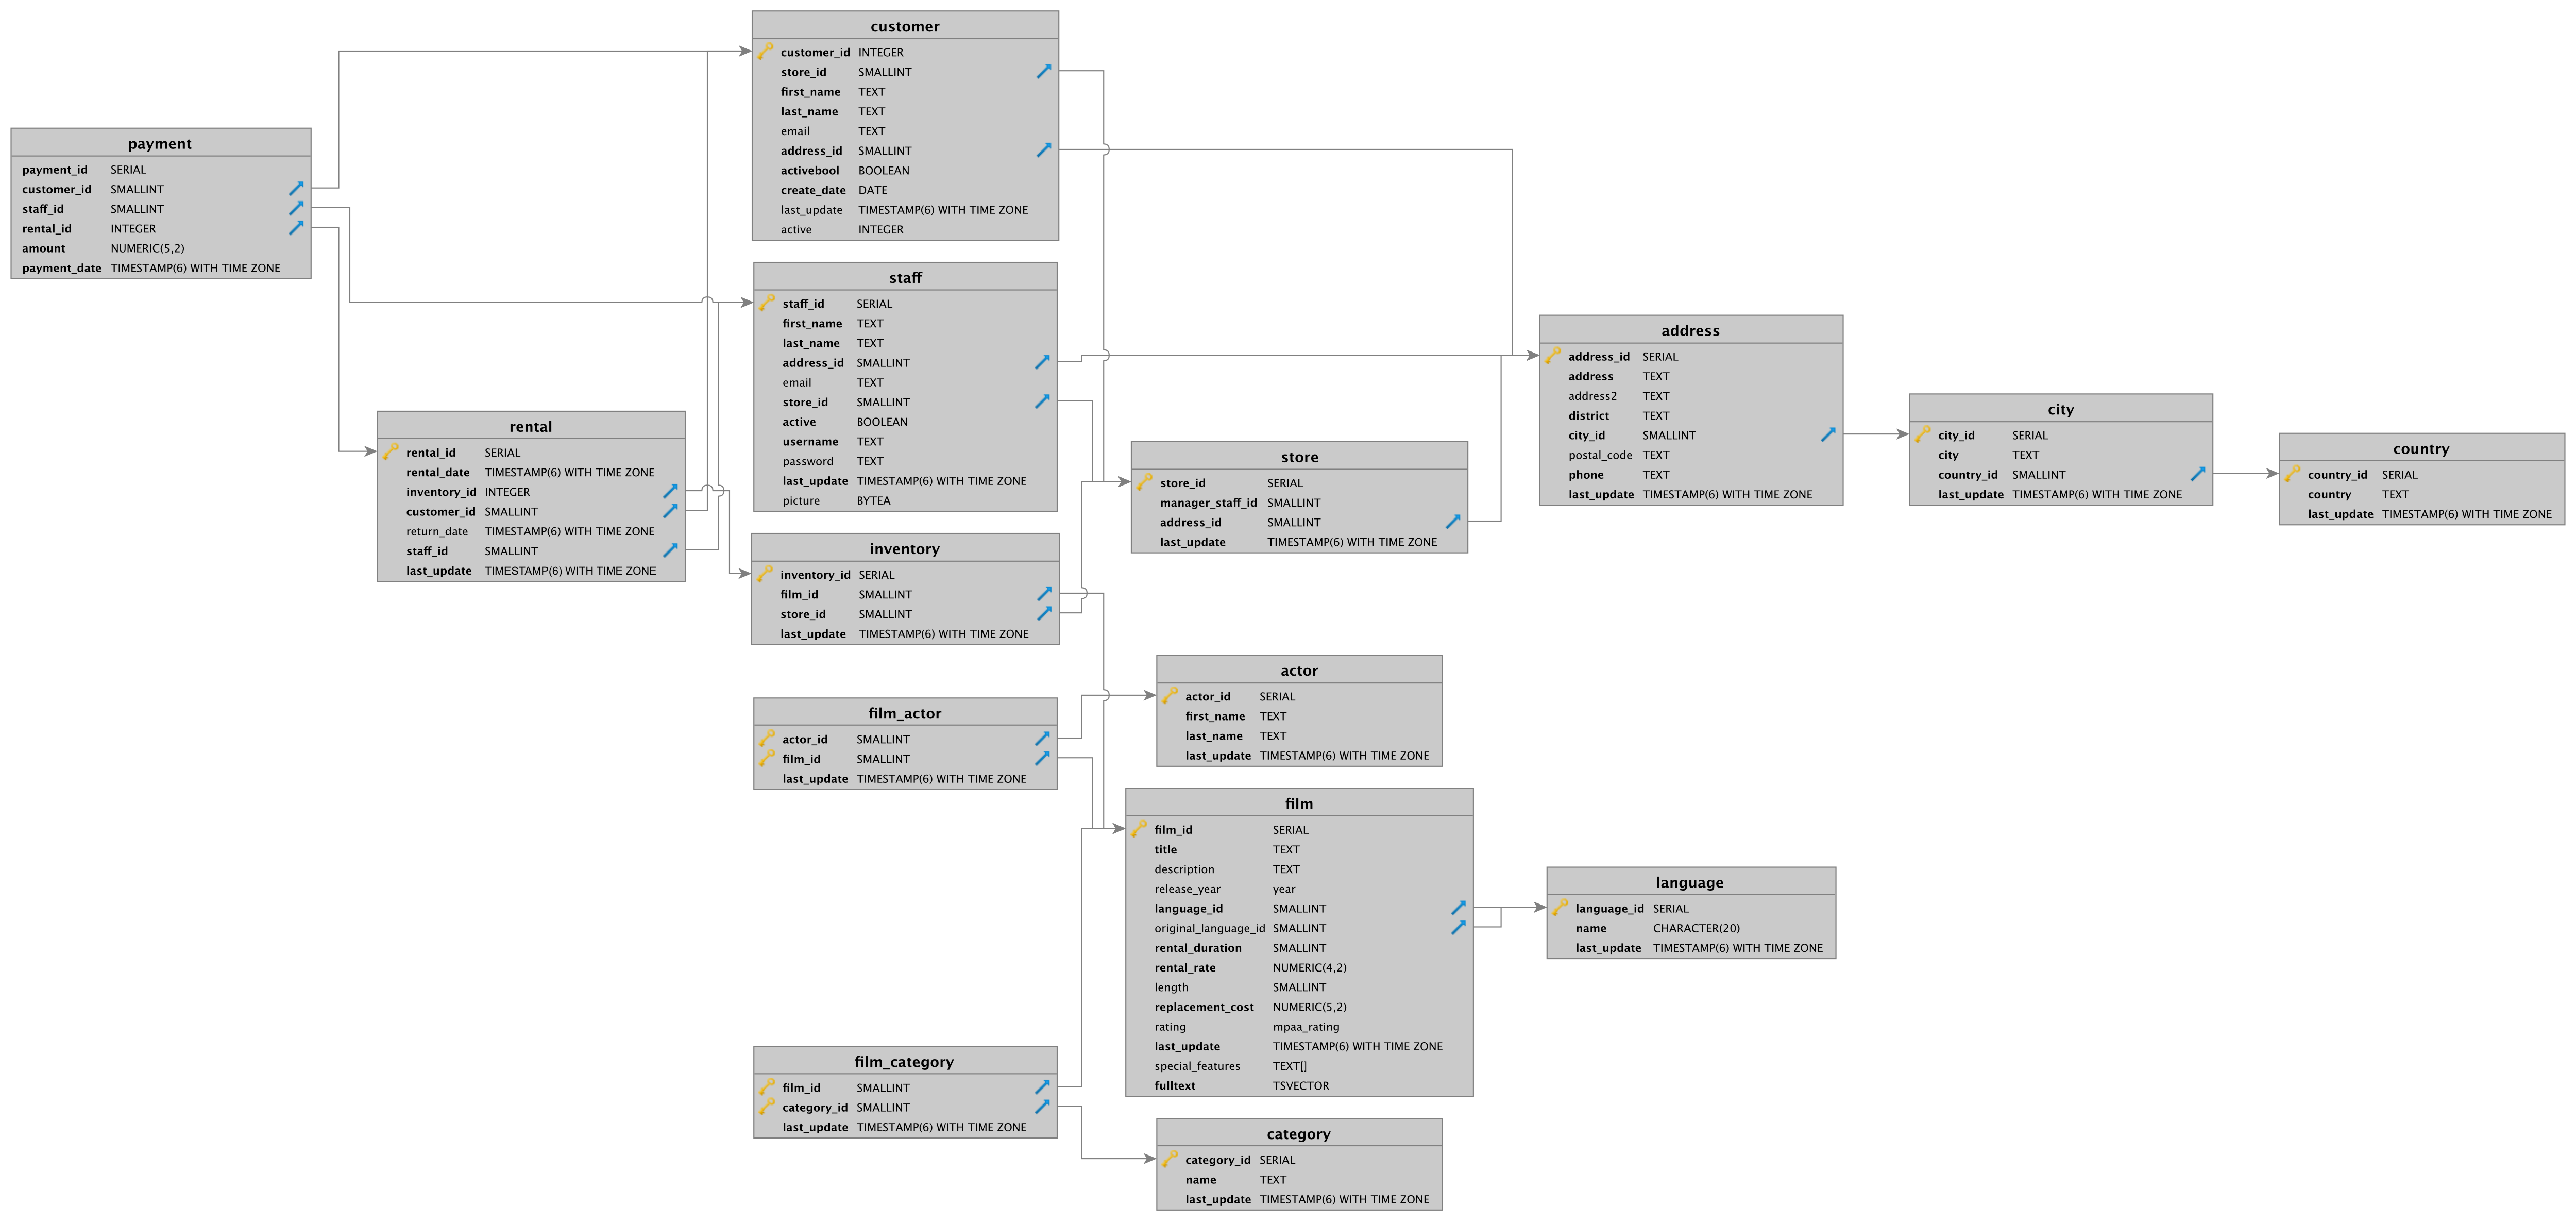 customer
customer_id INTEGER
store_id SMALLINT
first_name TEXT
last_name TEXT
email TEXT
address_id SMALLINT
activebool BOOLEAN
create_date DATE
last_update TIMESTAMP(6) WITH TIME ZONE
active INTEGER
payment
payment_id SERIAL
customer_id SMALLINT
staff_id SMALLINT
rental_id INTEGER
amount NUMERIC(5,2)
payment_date TIMESTAMP(6) WITH TIME ZONE
staff
staff_id SERIAL
first_name TEXT
last_name TEXT
address_id SMALLINT
email TEXT
store_id SMALLINT
active BOOLEAN
username TEXT
password TEXT
last_update TIMESTAMP(6) WITH TIME ZONE
picture BYTEA
address
address_id SERIAL
address TEXT
address2 TEXT
district TEXT
city_id SMALLINT
postal_code TEXT
phone TEXT
last_update TIMESTAMP(6) WITH TIME ZONE
city
city_id SERIAL
city TEXT
country_id SMALLINT
last_update TIMESTAMP(6) WITH TIME ZONE
country
country_id SERIAL
country TEXT
last_update TIMESTAMP(6) WITH TIME ZONE
rental
rental_id SERIAL
rental_date TIMESTAMP(6) WITH TIME ZONE
inventory_id INTEGER
customer_id SMALLINT
return_date TIMESTAMP(6) WITH TIME ZONE
staff_id SMALLINT
last_update TIMESTAMP(6) WITH TIME ZONE
store
store_id SERIAL
manager_staff_id SMALLINT
address_id SMALLINT
last_update TIMESTAMP(6) WITH TIME ZONE
inventory
inventory_id SERIAL
film_id SMALLINT
store_id SMALLINT
last_update TIMESTAMP(6) WITH TIME ZONE
actor
actor_id SERIAL
first_name TEXT
last_name TEXT
last_update TIMESTAMP(6) WITH TIME ZONE
film_actor
actor_id SMALLINT
film_id SMALLINT
last_update TIMESTAMP(6) WITH TIME ZONE
film
film_id SERIAL
title TEXT
description TEXT
release_year year
language_id SMALLINT
original_language_id SMALLINT
rental_duration SMALLINT
rental_rate NUMERIC(4,2)
length SMALLINT
replacement_cost NUMERIC(5,2)
rating mpaa_rating
last_update TIMESTAMP(6) WITH TIME ZONE
special_features TEXT[]
fulltext TSVECTOR
language
language_id SERIAL
name CHARACTER(20)
last_update TIMESTAMP(6) WITH TIME ZONE
film_category
film_id SMALLINT
category_id SMALLINT
last_update TIMESTAMP(6) WITH TIME ZONE
category
category_id SERIAL
name TEXT
last_update TIMESTAMP(6) WITH TIME ZONE